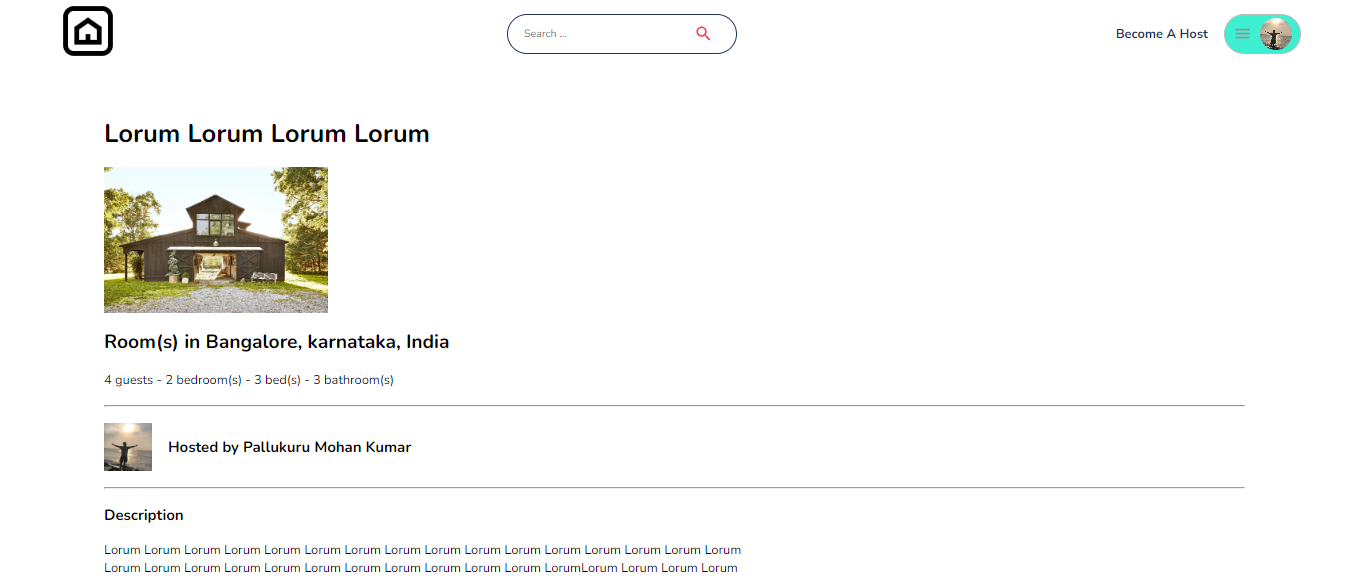 Search ...
Become A Host
Lorum Lorum Lorum Lorum
Room(s) in Bangalore, karnataka, India
4 guests - 2 bedroom(s) - 3 bed(s) - 3 bathroom(s)
Hosted by Pallukuru Mohan Kumar
Description
Lorum Lorum Lorum Lorum Lorum Lorum Lorum Lorum Lorum Lorum Lorum Lorum Lorum Lorum Lorum Lorum
Lorum Lorum Lorum Lorum Lorum Lorum Lorum Lorum Lorum Lorum Lorum LorumLorum Lorum Lorum Lorum